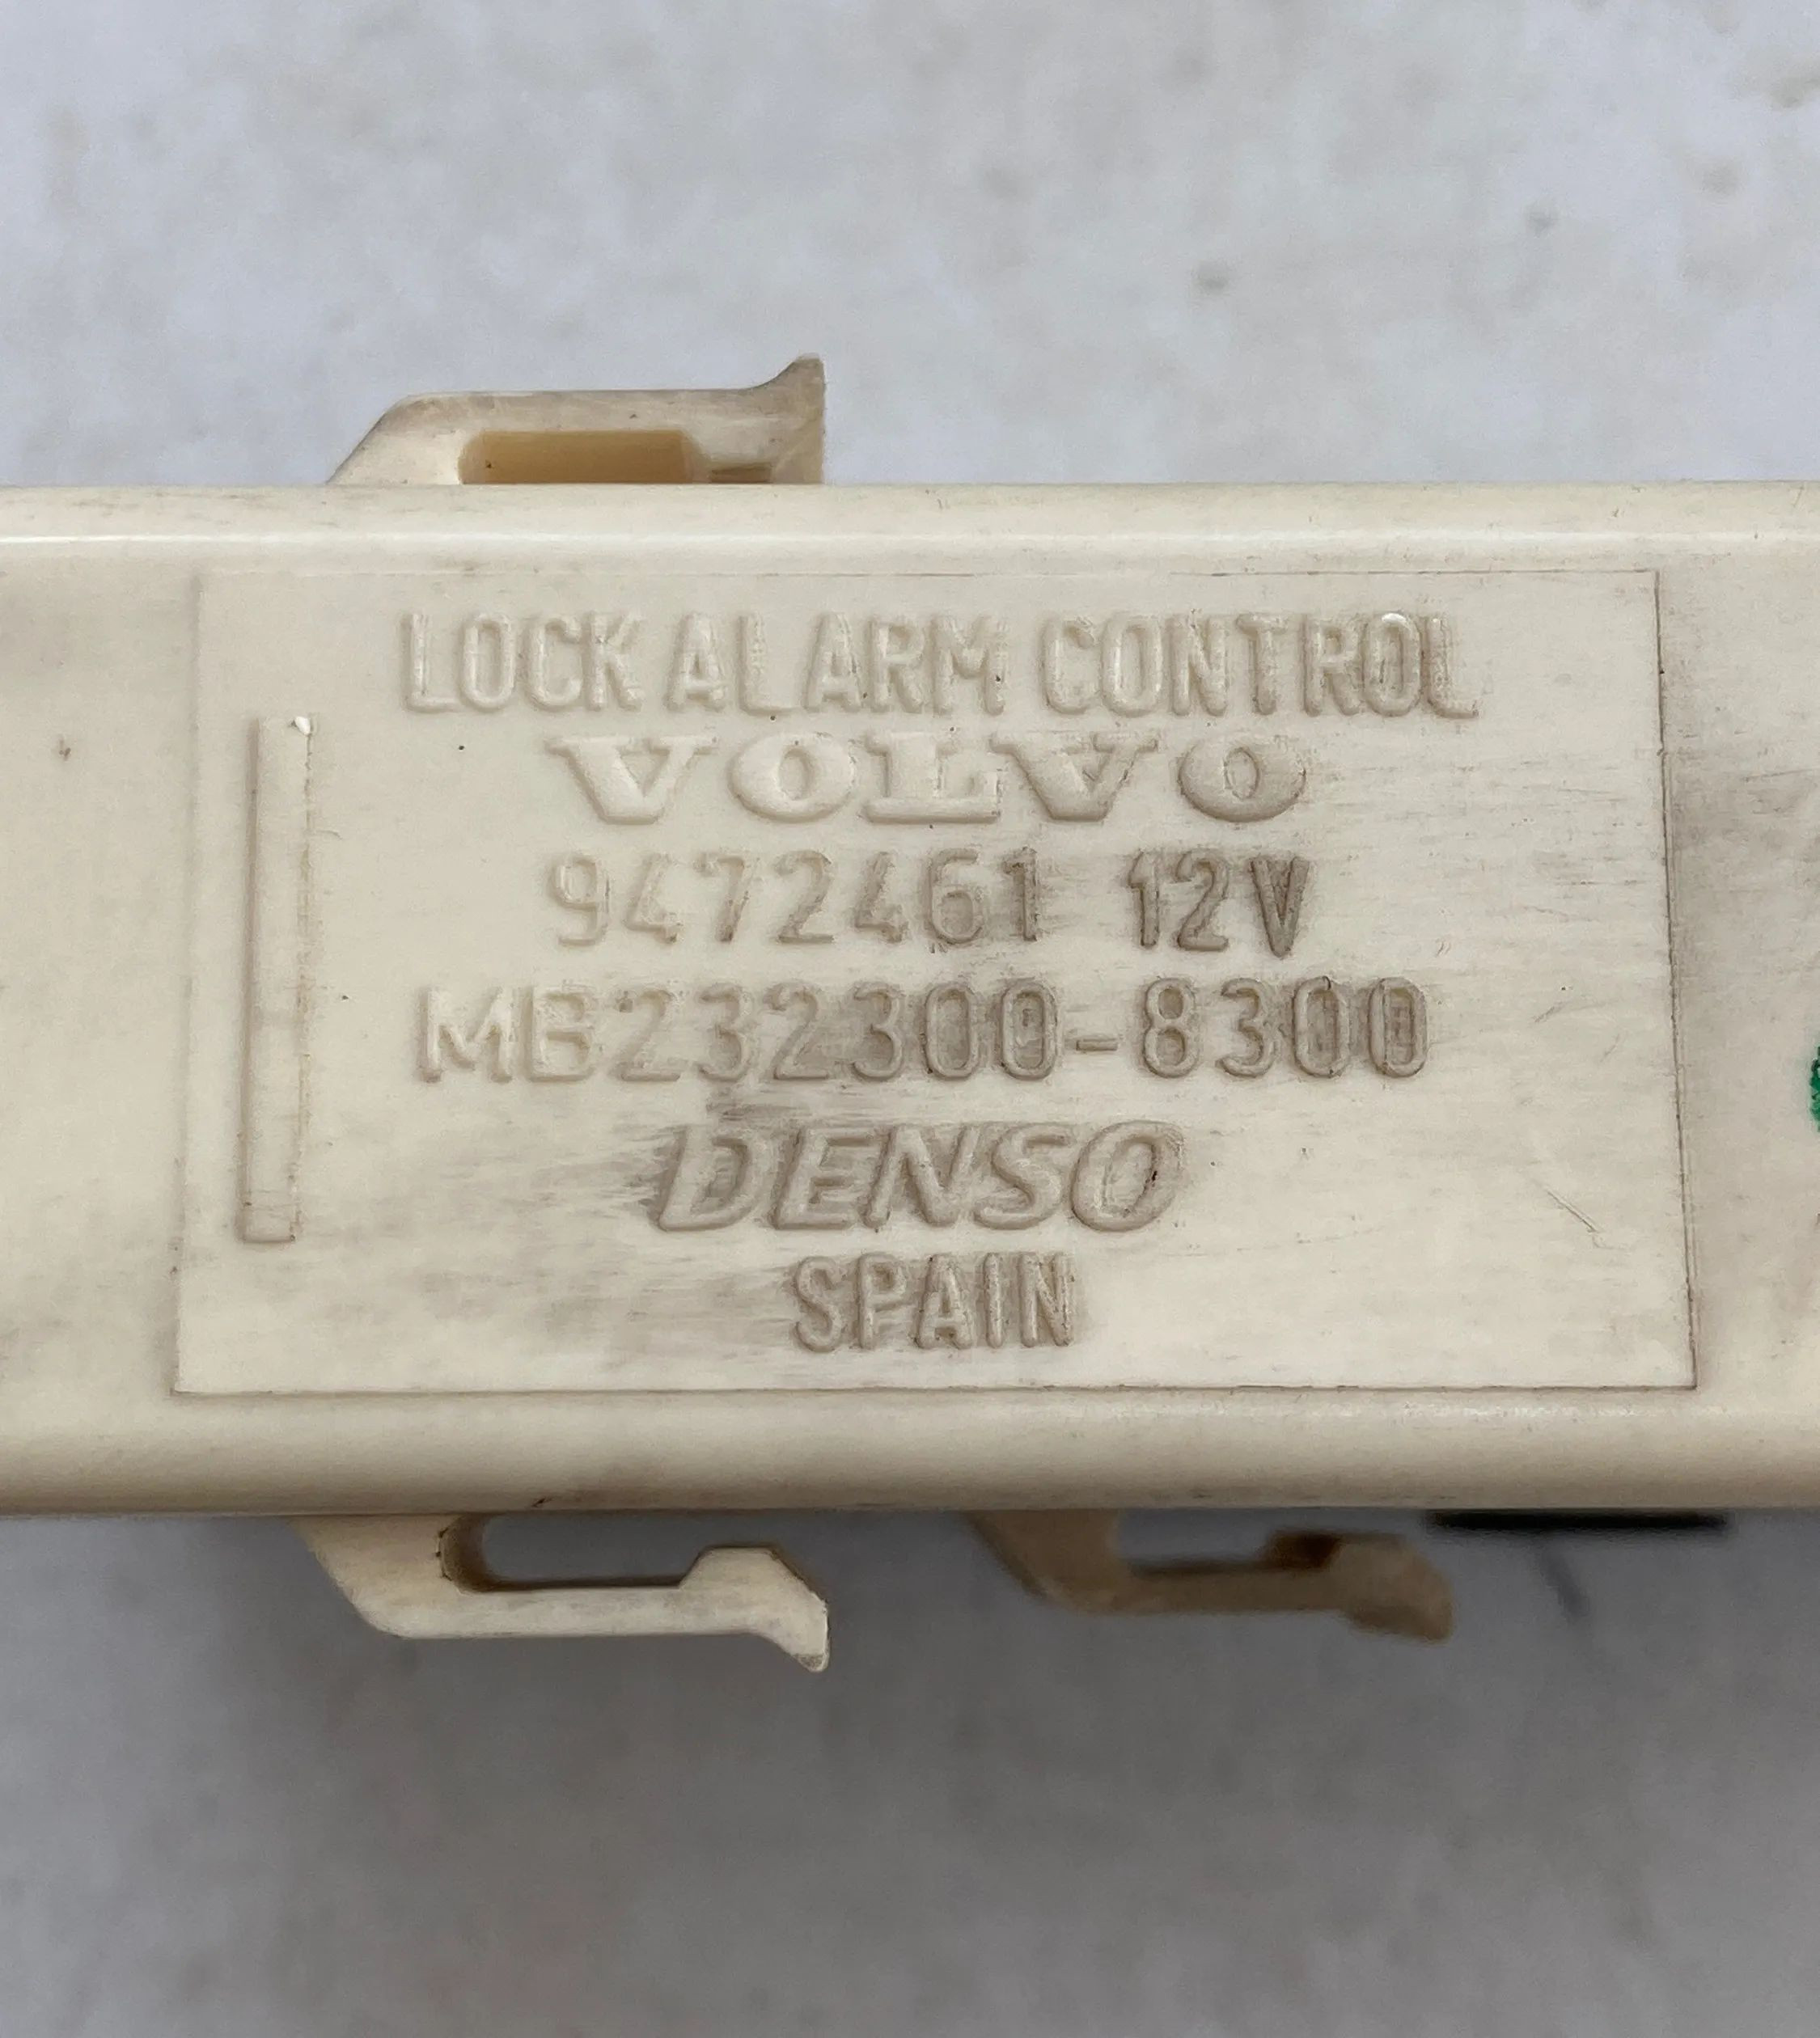 LOCK ALARM CONTROL
VOLVO
9472461 12V
MB232300-8300
DENSO
SPAIN